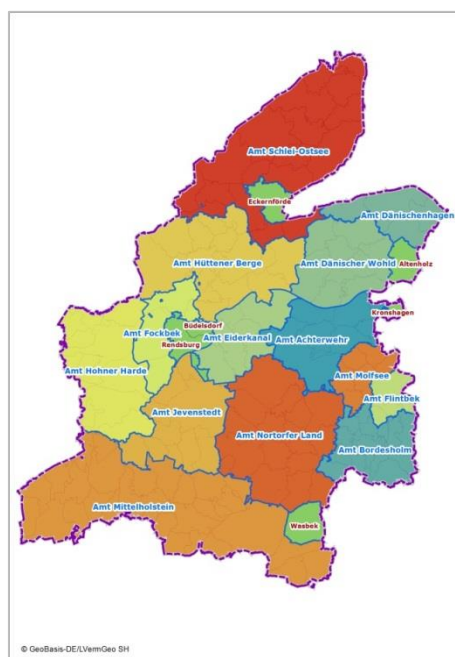 Amt Schlei-Ostsee
Eckernförde
Amt Dänischenhagen
Amt Hüttener Berge
Amt Dänischer Wohld
Altenholz
Kronshagen
Büdelsdorf
Amt Fockbek
Amt Eiderkanal
Amt Achterwehr
Rendsburg
Amt Hohner Harde
Amt Molfsee
Amt Flintbek
Amt Jevenstedt
Amt Nortorfer Land
Amt Bordesholm
Amt Mittelholstein
Wasbek
© GeoBasis-DE/LVermGeo SH